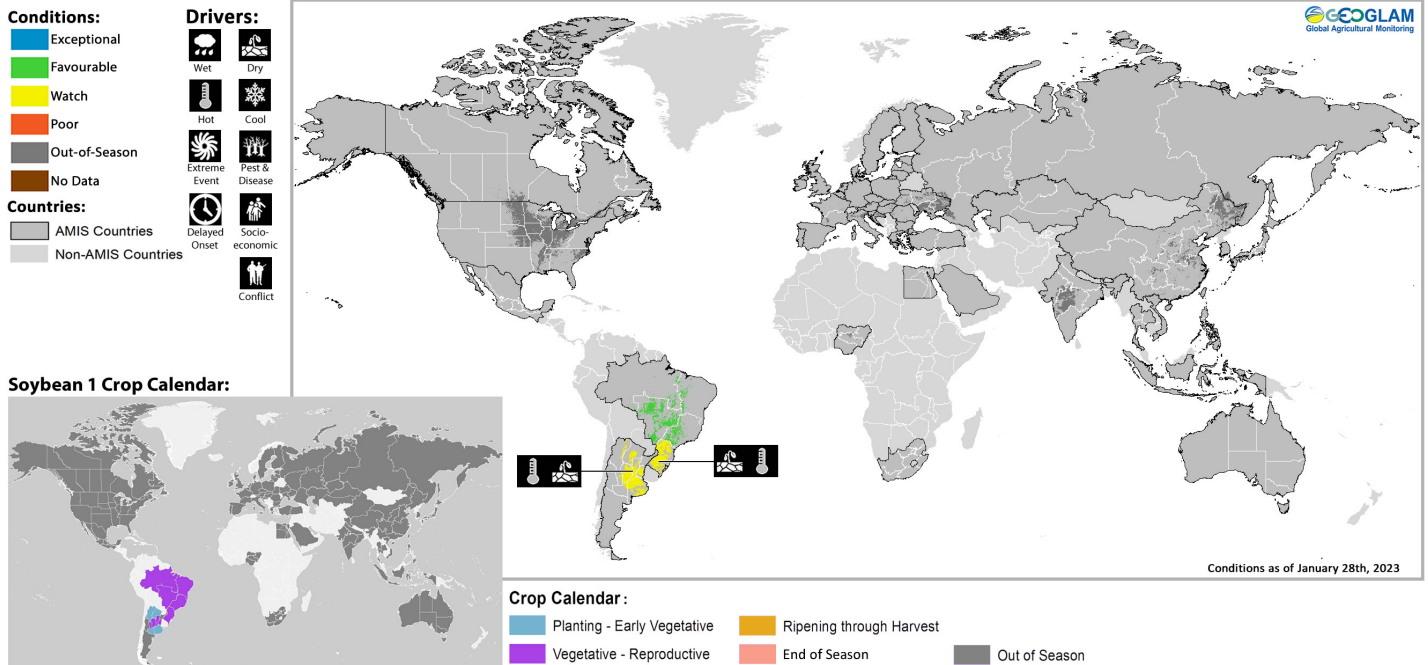 Conditions:
Exceptional
Favourable
Watch
Poor
Out-of-Season
No Data
Countries:
AMIS Countries
Non-AMIS Countries
Drivers:
Wet
Dry
Hot
Cool
Extreme
Event
Pest &
Disease
Delayed
Onset
Socio-
economic
Conflict
GEOGLAM
Global Agricultural Monitoring
Conditions as of January 28th, 2023
Soybean 1 Crop Calendar:
Crop Calendar :
Planting - Early Vegetative
Ripening through Harvest
Vegetative - Reproductive
End of Season
Out of Season